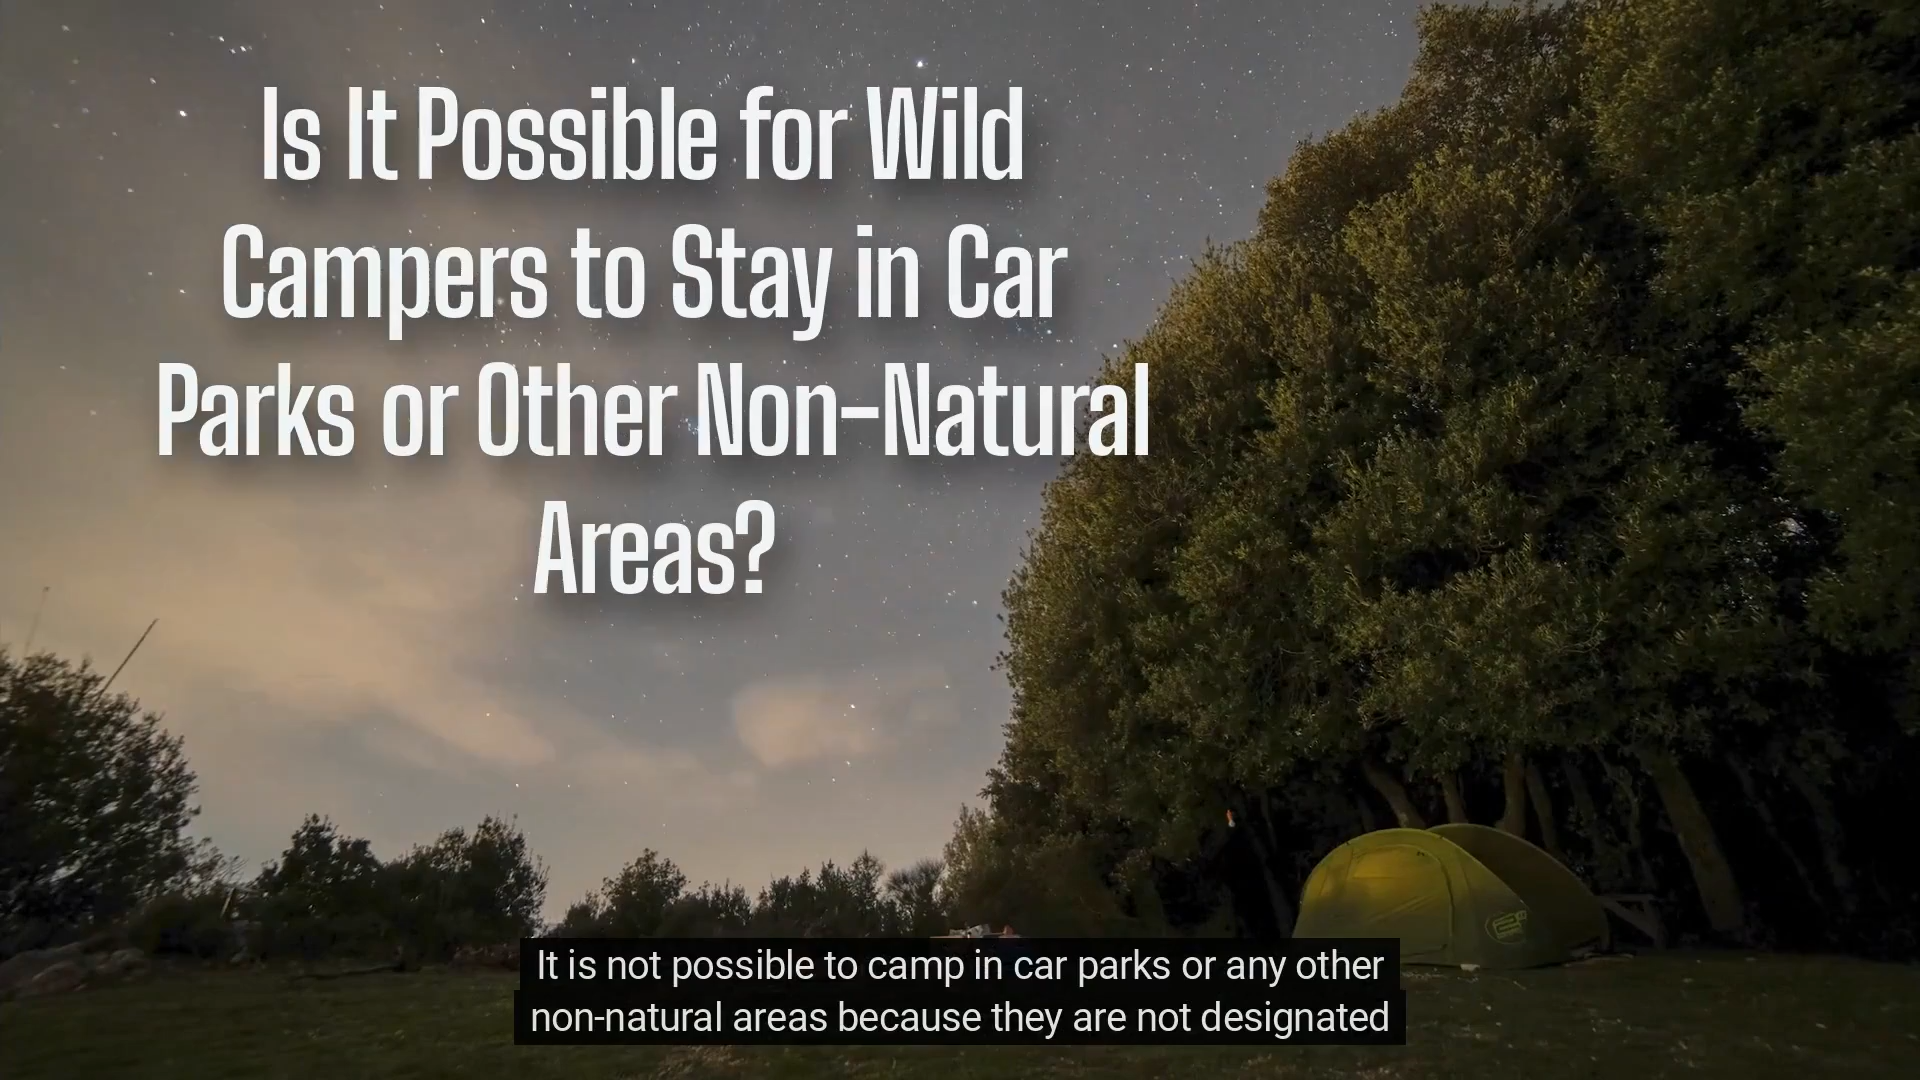 Is It Possible for Wild
Campers to Stay in Car
Parks or Other Non-Natural
Areas?
It is not possible to camp in car parks or any other
non-natural areas because they are not designated